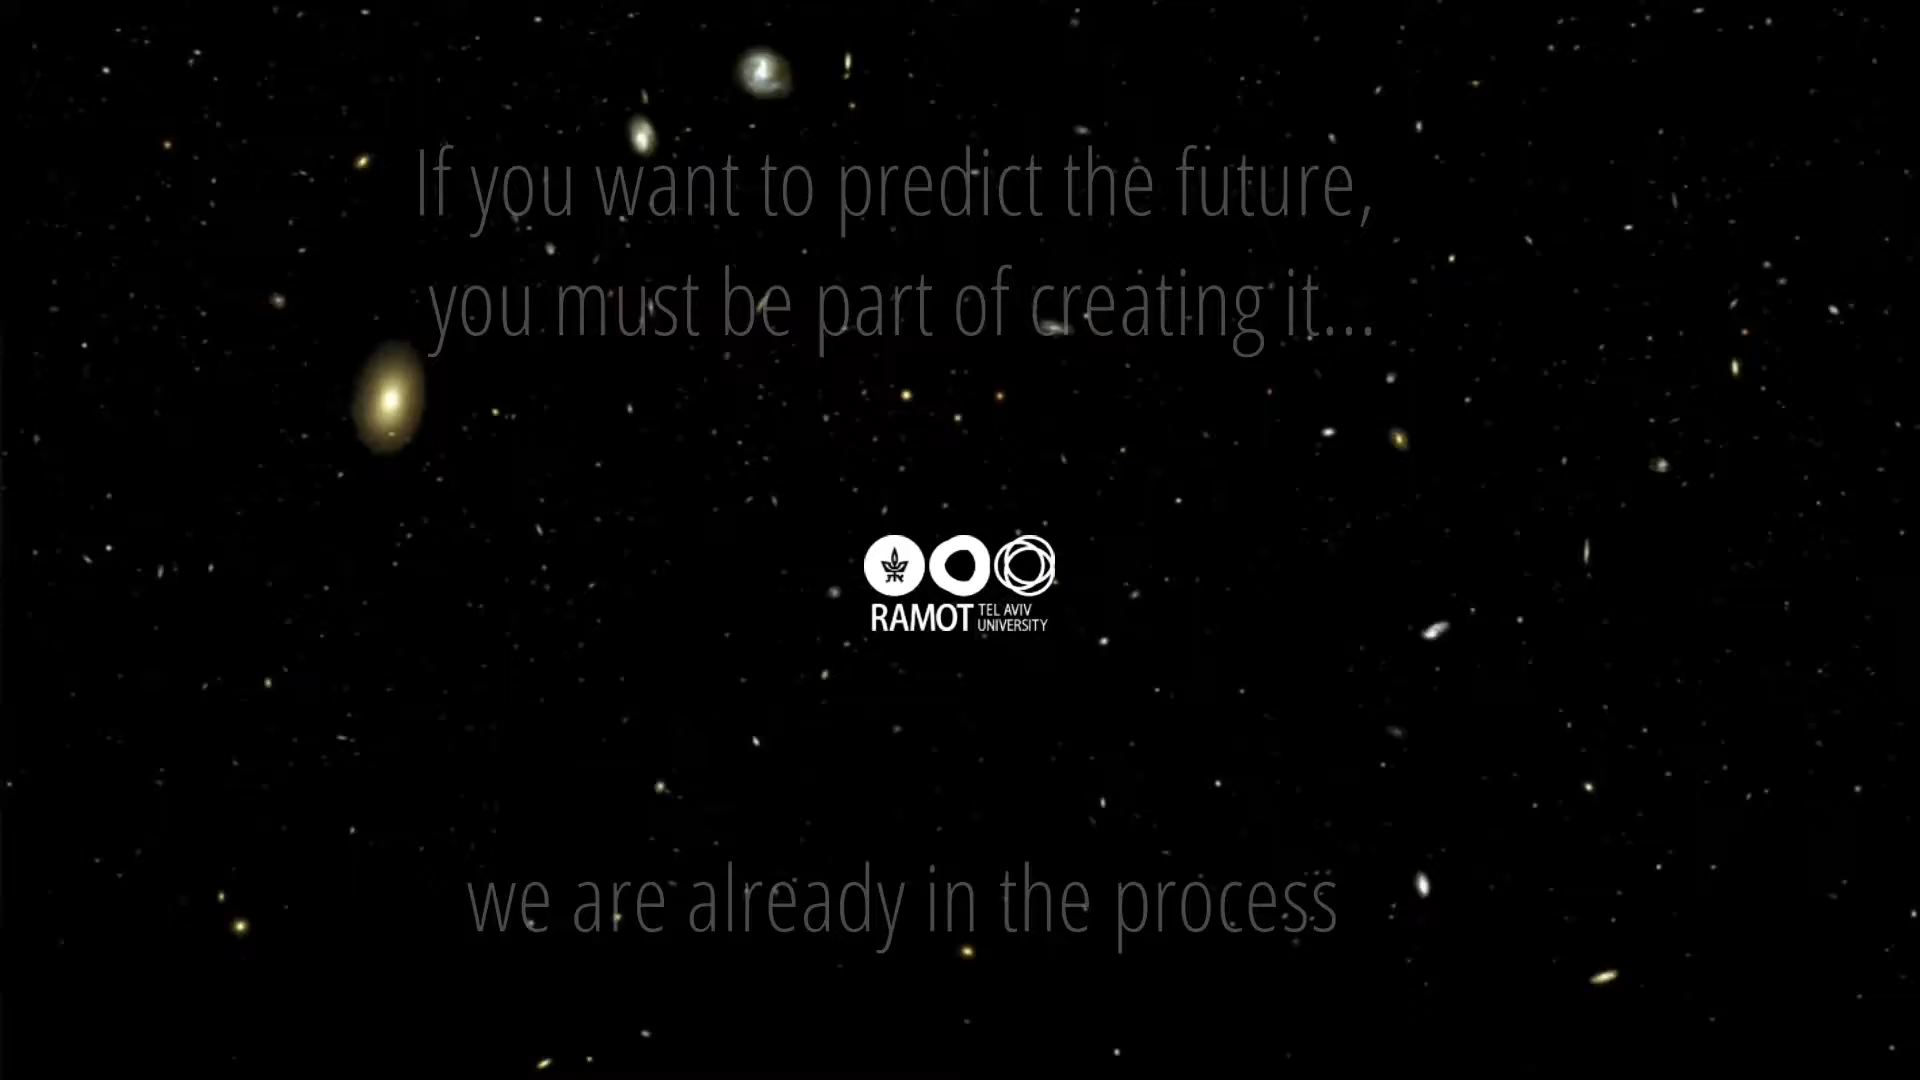 If you want to predict the future,
you must be part of creating it...
RAMOT TEL AVIV
UNIVERSITY
we are already in the process